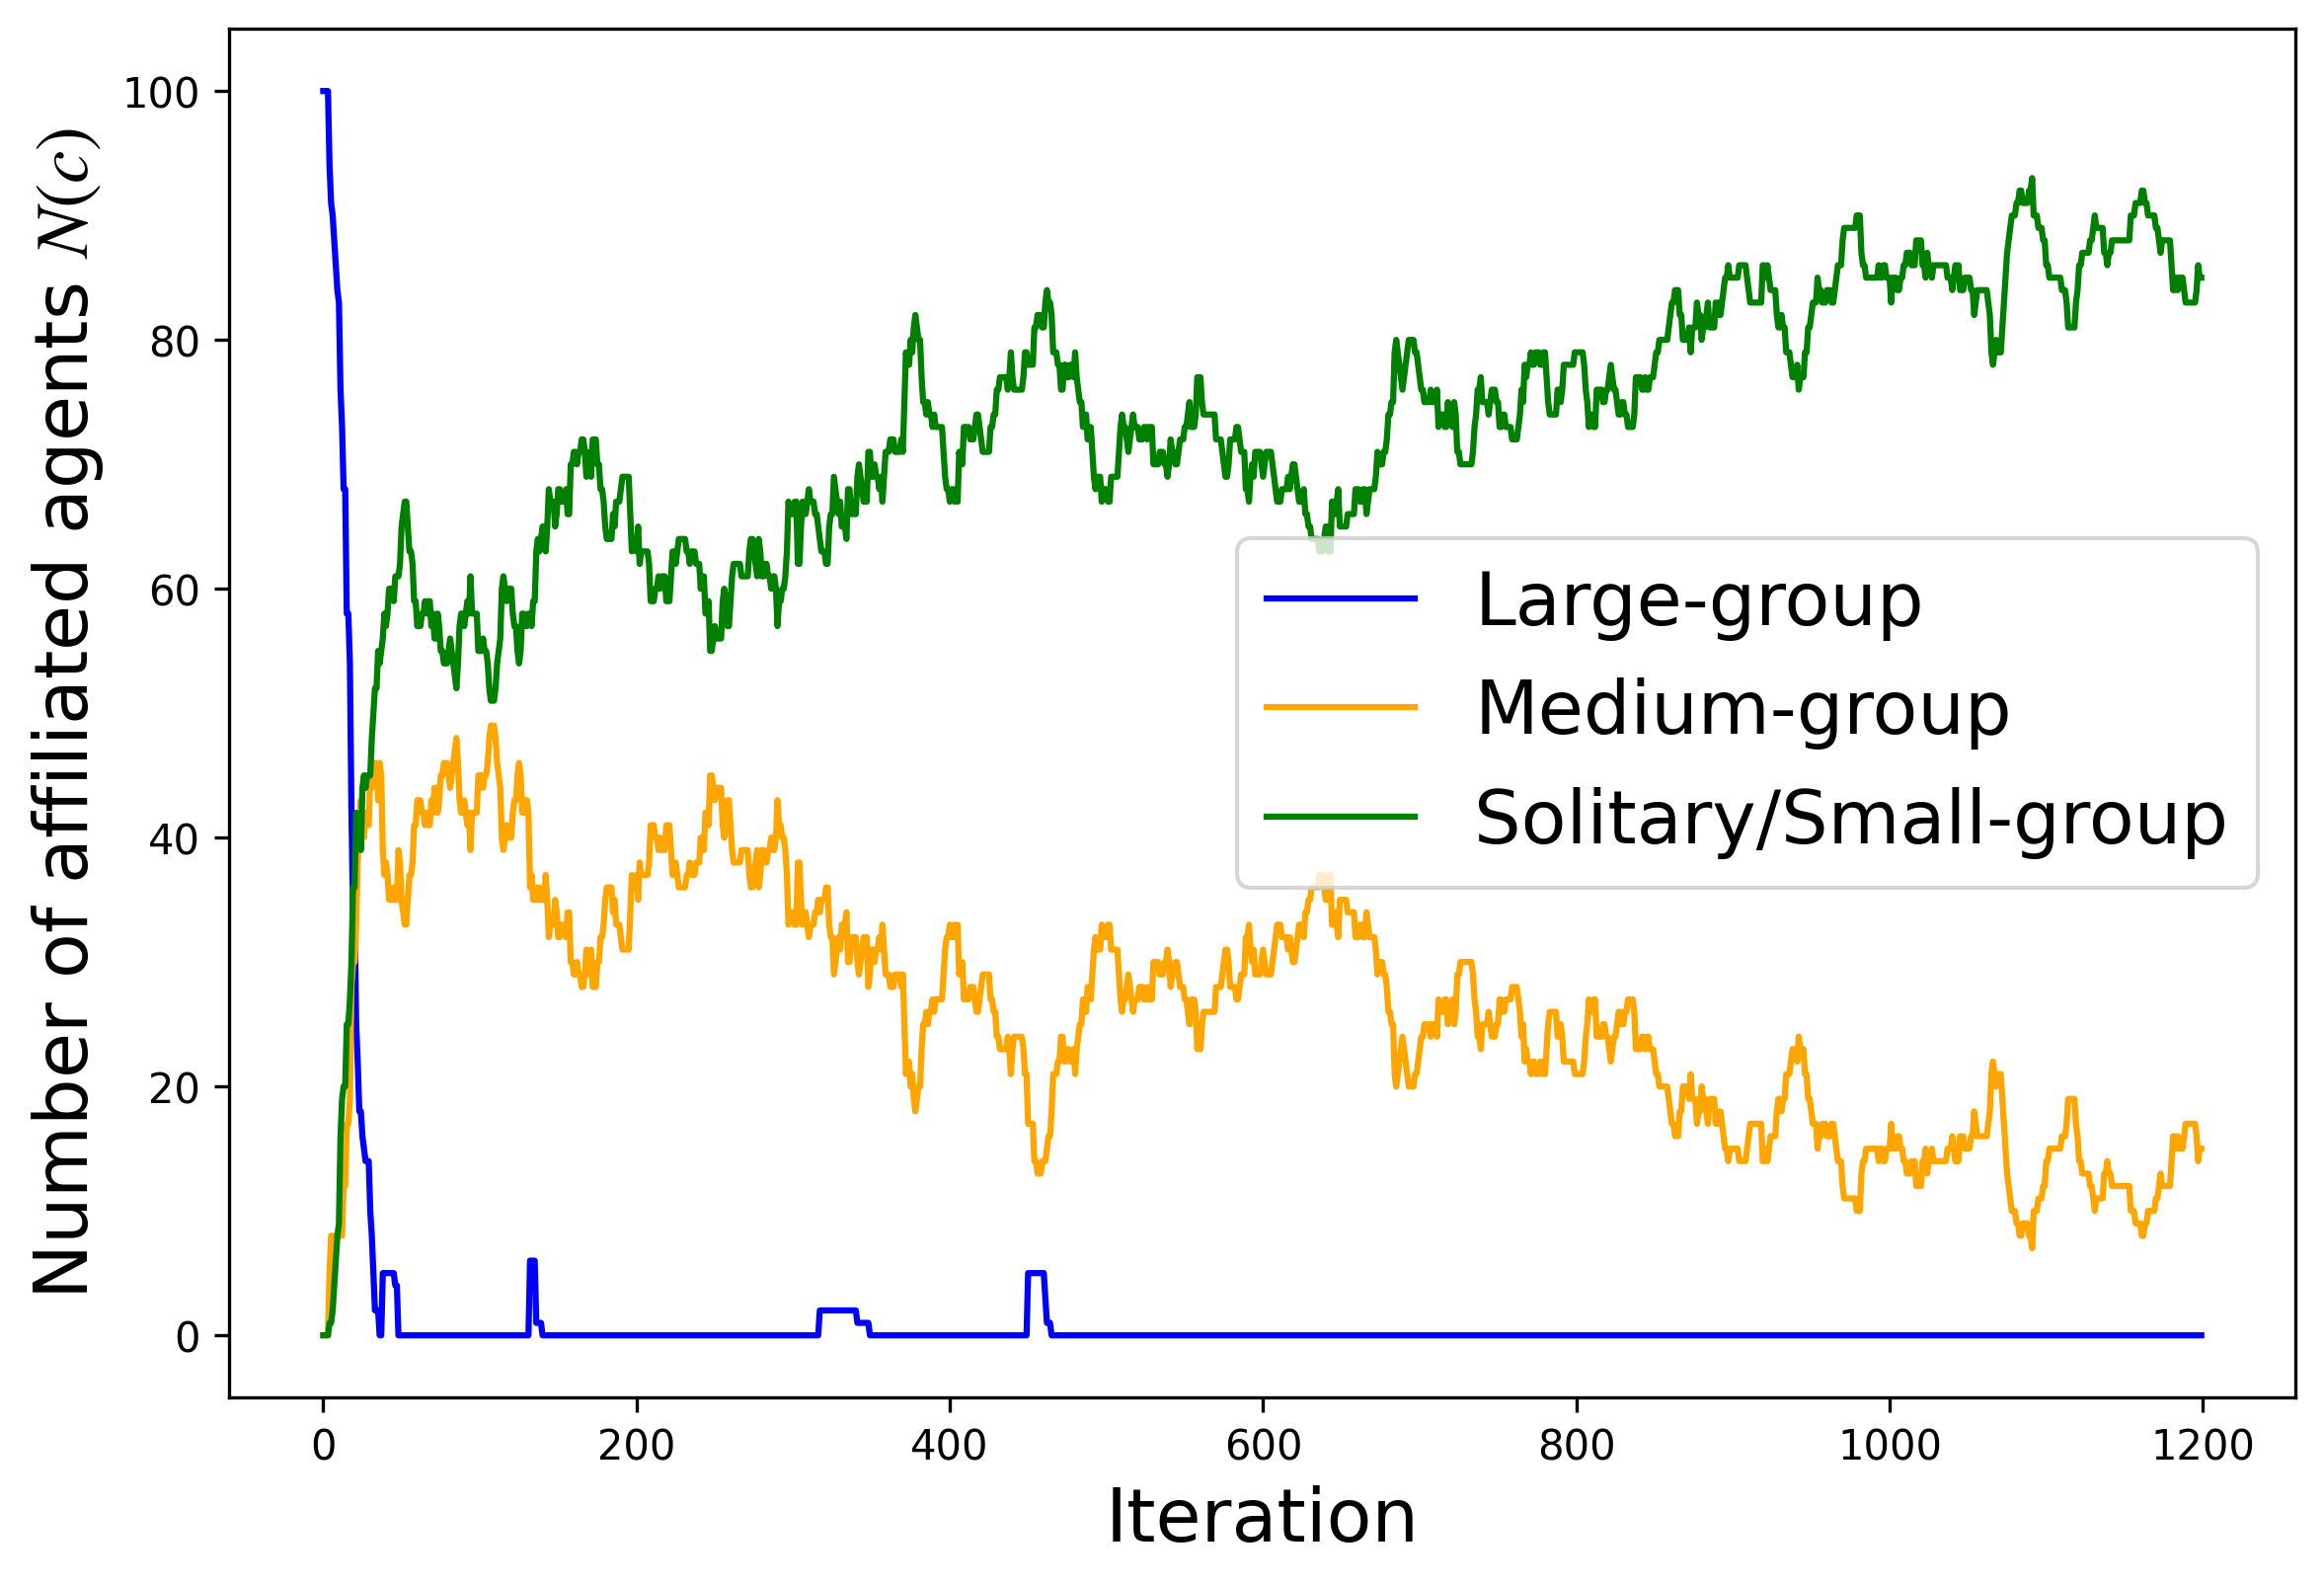 Number of affiliated agents N(c)
100
80
60
40
20
0
Large-group
Medium-group
Solitary/Small-group
0 200 400 600 800 1000 1200
Iteration